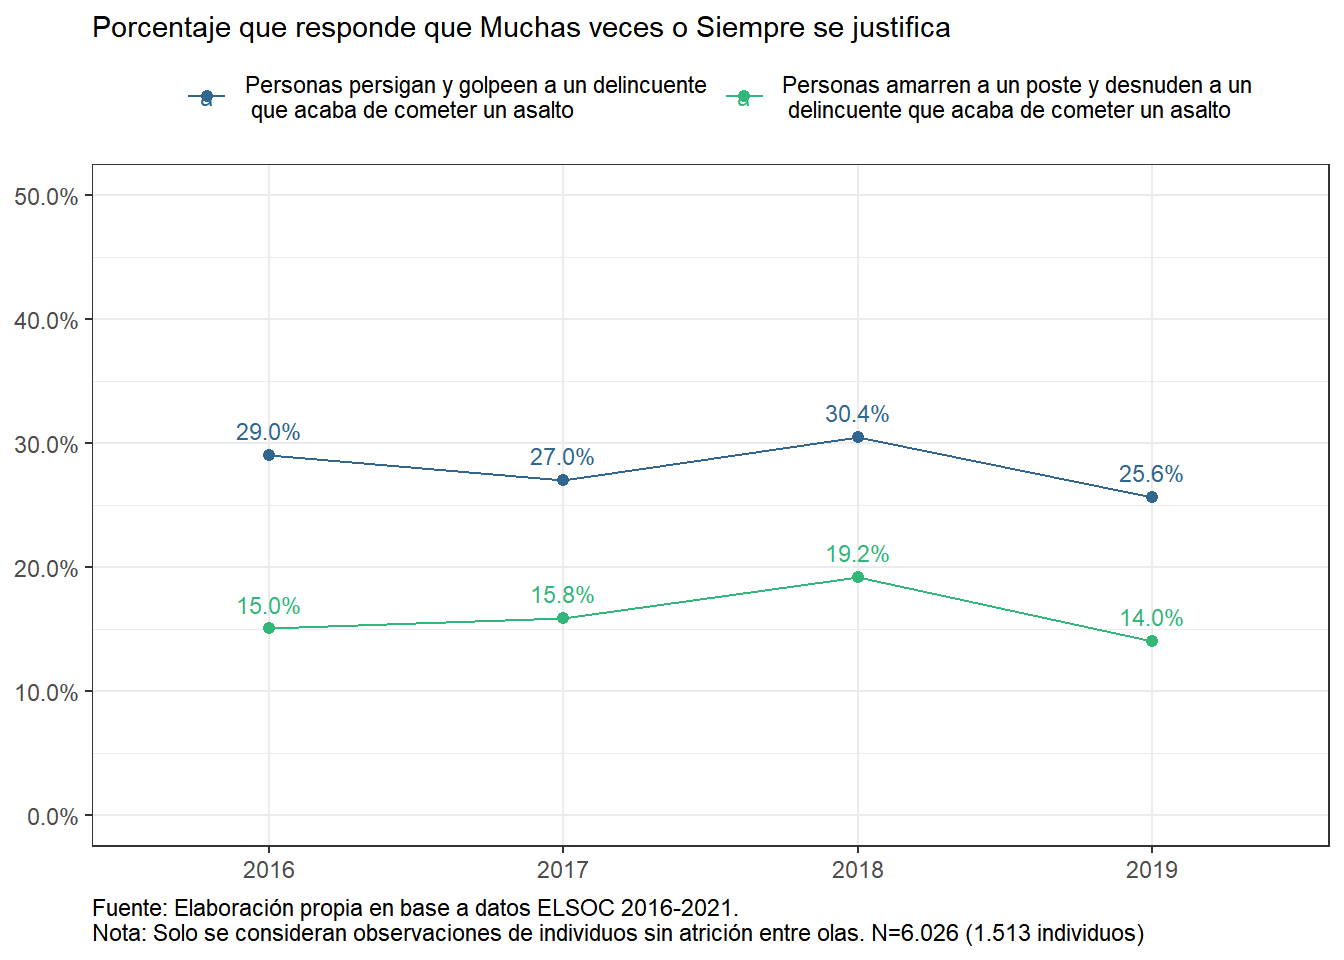 Porcentaje que responde que Muchas veces o Siempre se justifica
a Personas persigan y golpeen a un delincuente
que acaba de cometer un asalto
a Personas amarren a un poste y desnuden a un
delincuente que acaba de cometer un asalto
50.0%
40.0%
30.0%
20.0%
10.0%
0.0%
29.0%
27.0%
30.4%
25.6%
15.0%
15.8%
19.2%
14.0%
2016
2017
2018
2019
Fuente: Elaboración propia en base a datos ELSOC 2016-2021.
Nota: Solo se consideran observaciones de individuos sin atrición entre olas. N=6.026 (1.513 individuos)